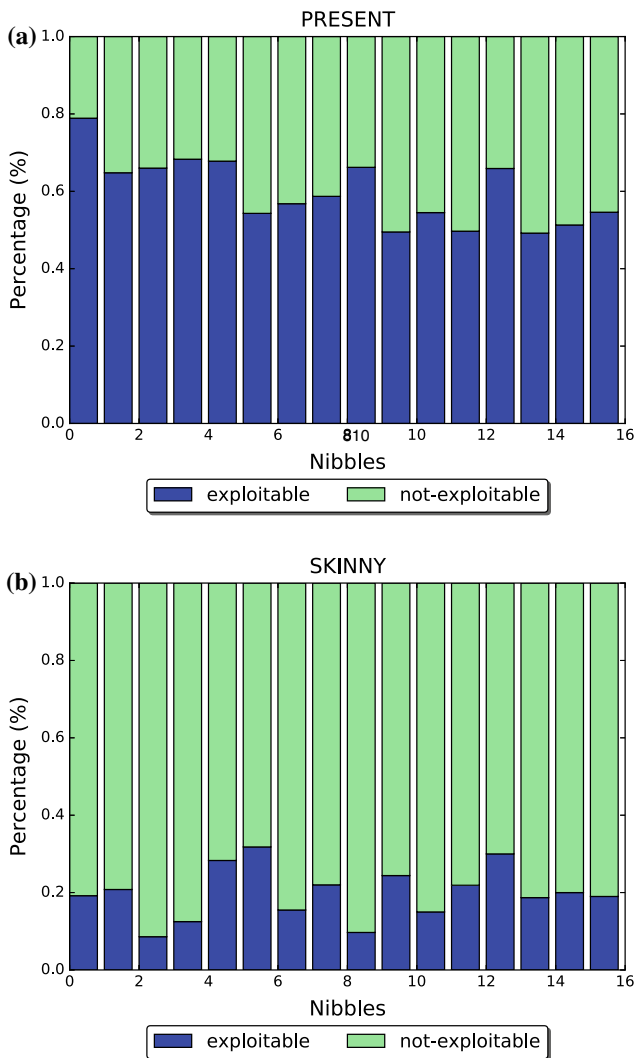 (a)
PRESENT
1.0
0.8
0.6
0.4
0.2
0.0
Percentage (%)
0 2 4 6 8 10 12 14 16
810
Nibbles
exploitable not-exploitable
(b)
SKINNY
1.0
0.8
0.6
0.4
0.2
0.0
Percentage (%)
0 2 4 6 8 10 12 14 16
Nibbles
exploitable not-exploitable